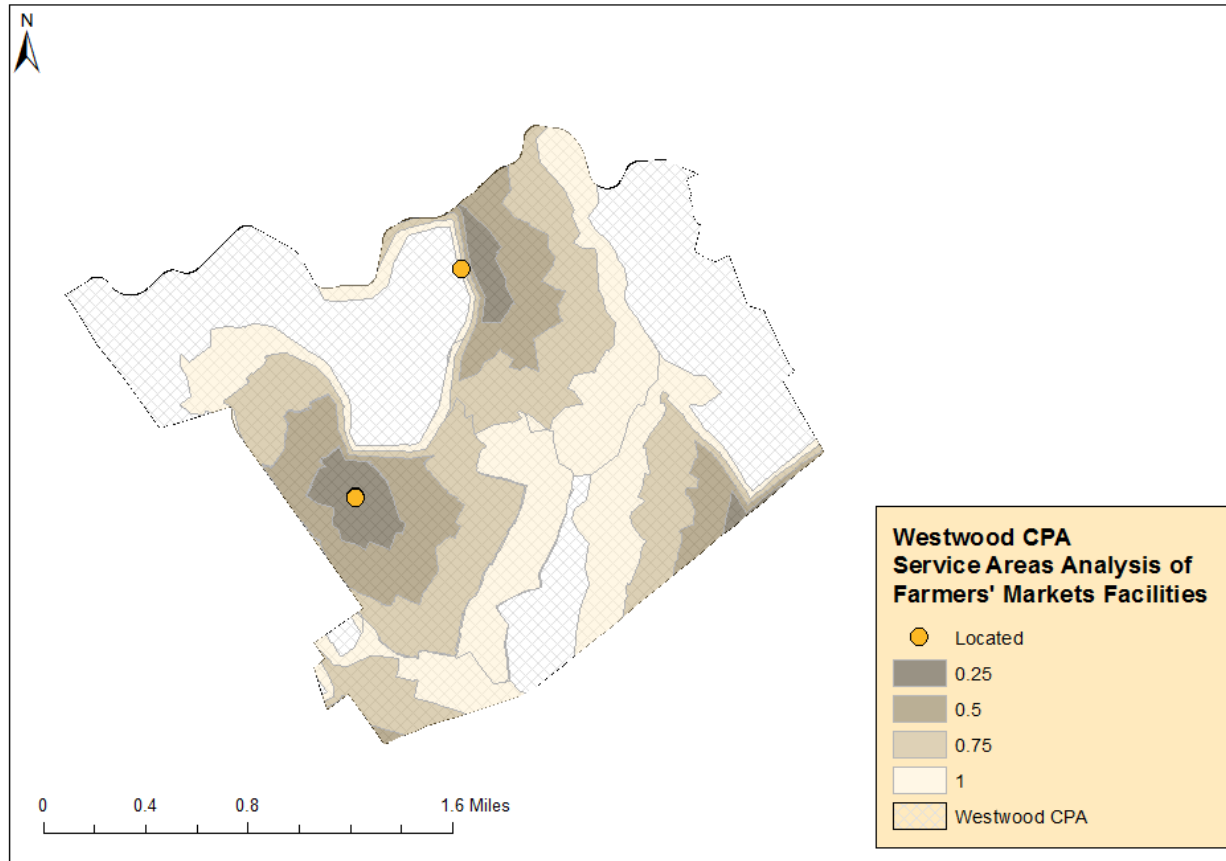 N
Westwood CPA
Service Areas Analysis of
Farmers' Markets Facilities
Located
0.25
0.5
0.75
1
Westwood CPA
0 0.4 0.8 1.6 Miles